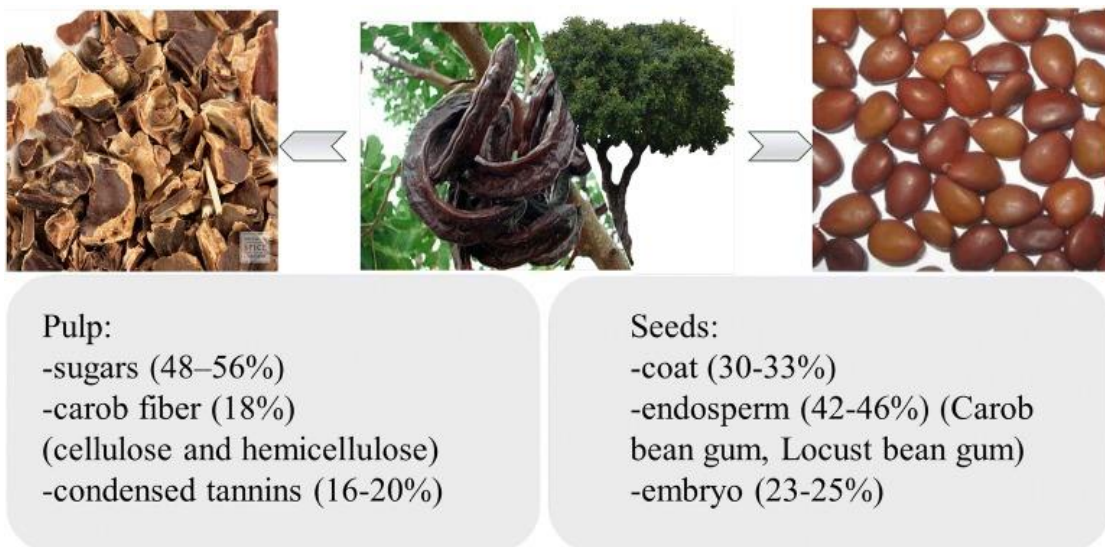 Pulp:
-sugars (48–56%)
-carob fiber (18%)
(cellulose and hemicellulose)
-condensed tannins (16-20%)
Seeds:
-coat (30-33%)
-endosperm (42-46%) (Carob
bean gum, Locust bean gum)
-embryo (23-25%)
SPICE